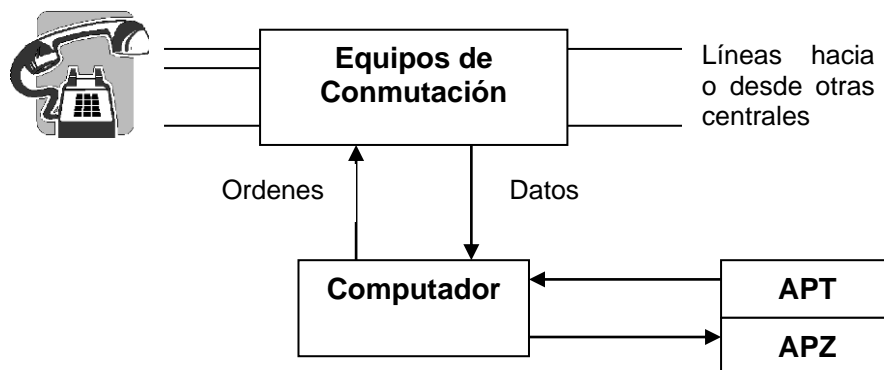 Equipos de
Conmutación
Líneas hacia
o desde otras
centrales
Ordenes
Datos
Computador
APT
APZ